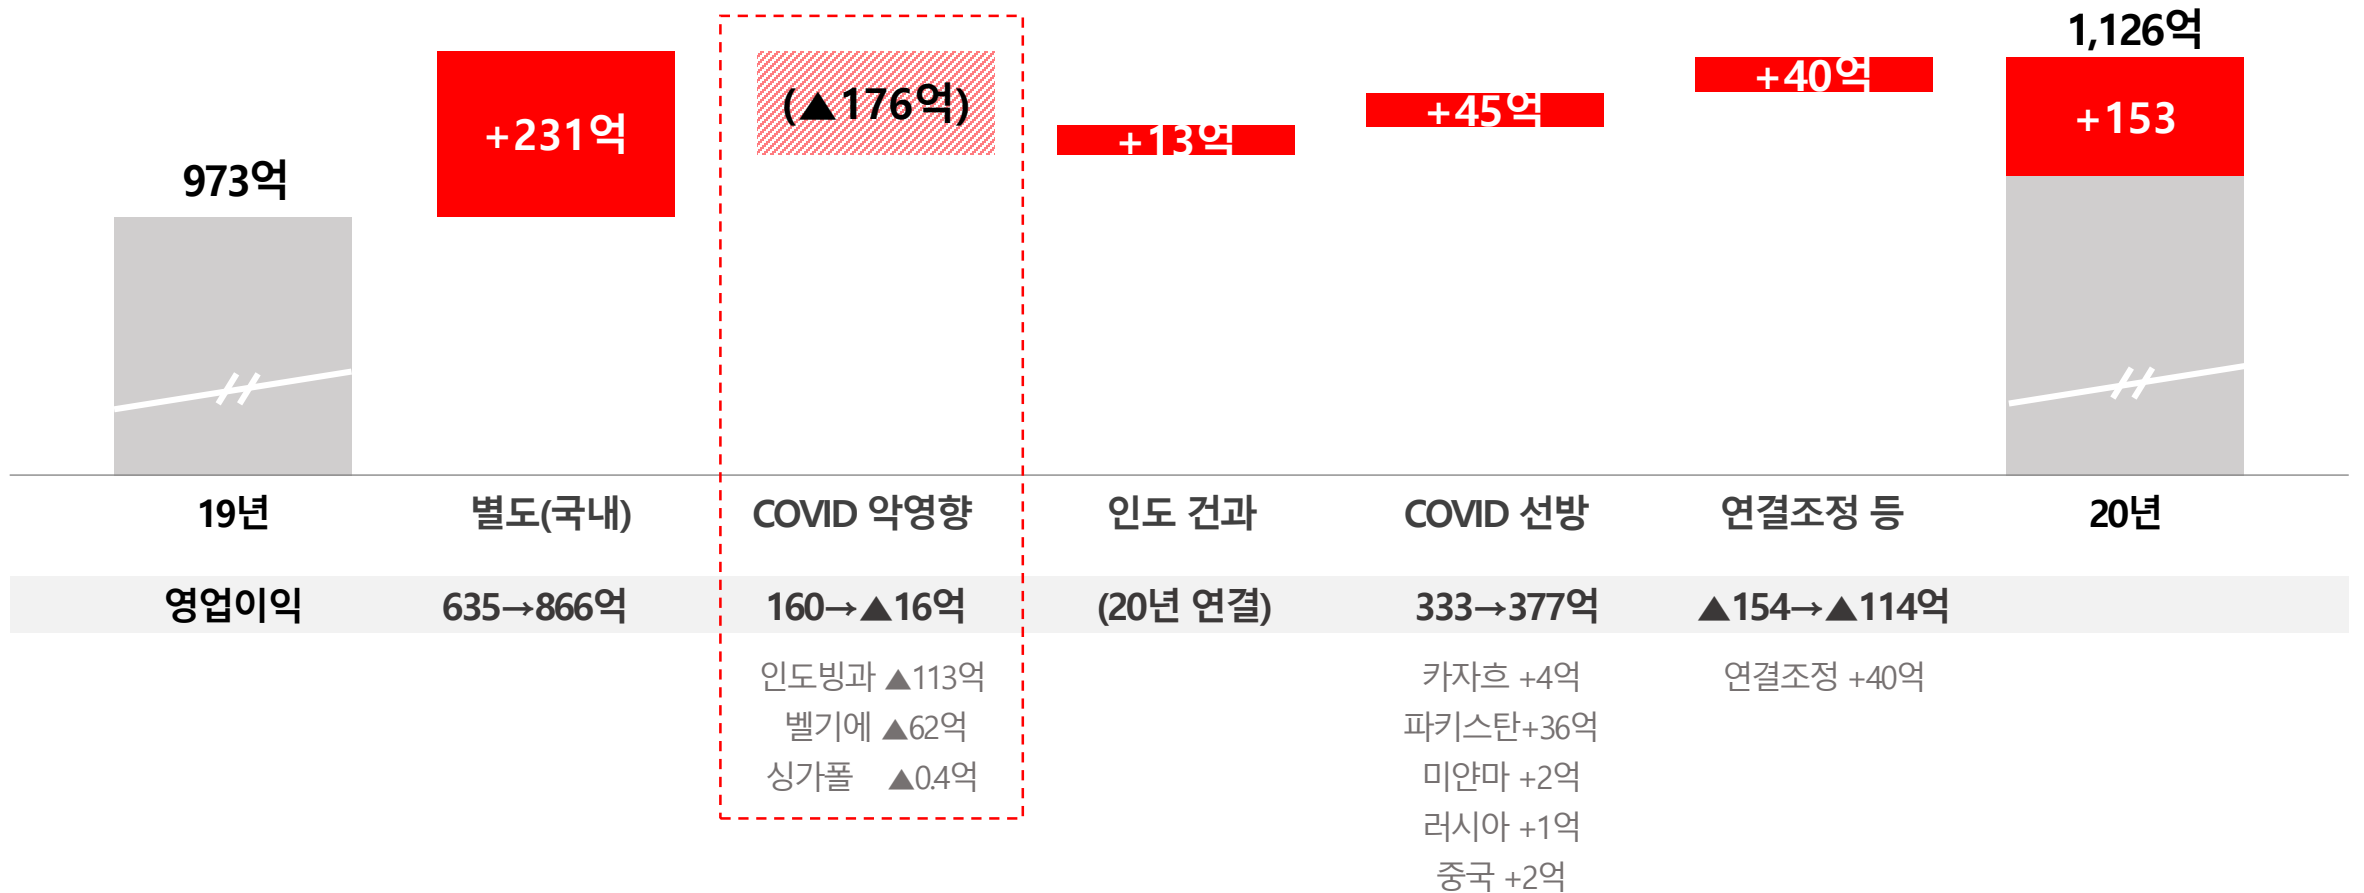 1,126억
+40억
+45억
(▲176억)
+231억
+153
+13억
973억
19년 별도(국내) COVID 악영향 인도 건과 COVID 선방 연결조정 등 20년
영업이익 635→866억 160→▲16억 (20년 연결) 333→377억 ▲154→▲114억
인도빙과 ▲113억 카자흐 +4억 연결조정 +40억
벨기에 ▲62억 파키스탄+36억
싱가폴 ▲0.4억 미얀마 +2억
러시아 +1억
중국 +2억